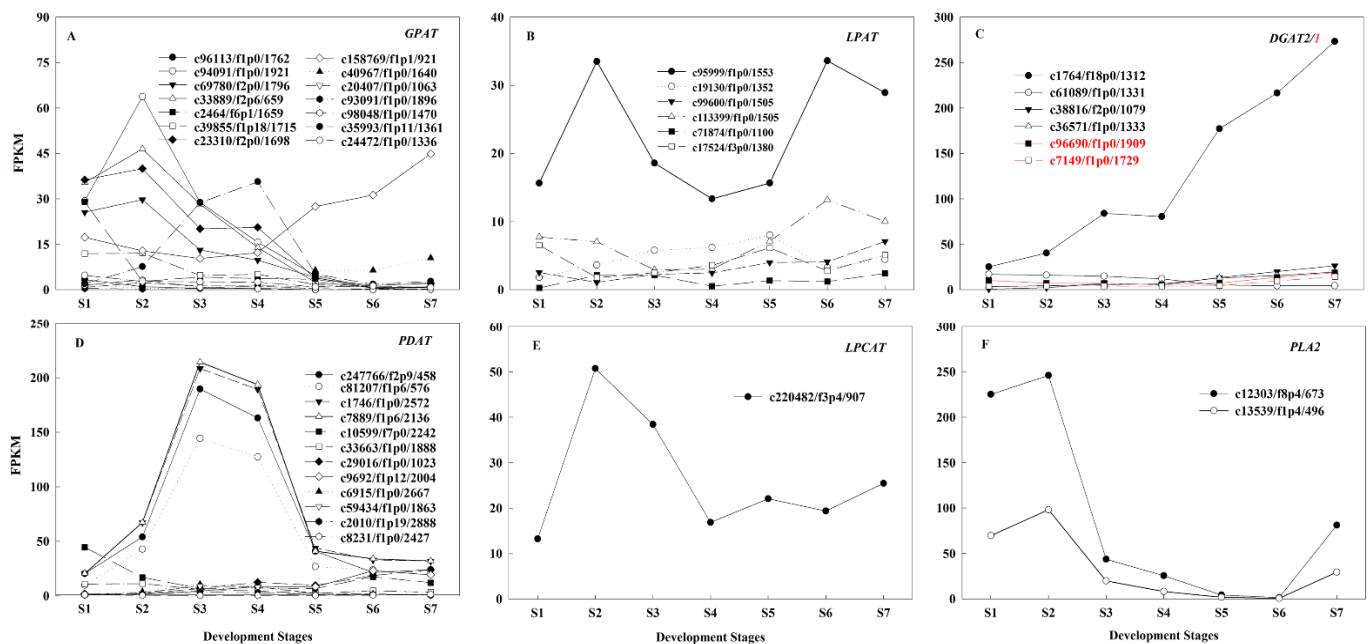 A
GPAT
c96113/f1p0/1762
c94091/f1p0/1921
c69780/f2p0/1796
c33889/f2p6/659
c2464/f6p1/1659
c39855/f1p18/1715
c23310/f2p0/1698
c158769/f1p1/921
c40967/f1p0/1640
c20407/f1p0/1063
c93091/f1p0/1896
c98048/f1p0/1470
c35993/f1p11/1361
c24472/f1p0/1336
FPKM
90
75
60
45
30
15
0
S1 S2 S3 S4 S5 S6 S7
B
LPAT
c95999/f1p0/1553
c19130/f1p0/1352
c99600/f1p0/1505
c113399/f1p0/1505
c71874/f1p0/1100
c17524/f3p0/1380
40
30
20
10
0
S1 S2 S3 S4 S5 S6 S7
C
DGAT2/1
c1764/f18p0/1312
c61089/f1p0/1331
c38816/f2p0/1079
c36571/f1p0/1333
c96690/f1p0/1909
c7149/f1p0/1729
300
250
200
150
100
50
0
S1 S2 S3 S4 S5 S6 S7
D
PDAT
c247766/f2p9/458
c81207/f1p6/576
c1746/f1p0/2572
c7889/f1p6/2136
c10599/f7p0/2242
c33663/f1p0/1888
c29016/f1p0/1023
c9692/f1p12/2004
c6915/f1p0/2667
c59434/f1p0/1863
c2010/f1p19/2888
c8231/f1p0/2427
FPKM
250
200
150
100
50
0
S1 S2 S3 S4 S5 S6 S7
Development Stages
E
LPCAT
c220482/f3p4/907
60
50
40
30
20
10
0
S1 S2 S3 S4 S5 S6 S7
Development Stages
F
PLA2
c12303/f8p4/673
c13539/f1p4/496
300
250
200
150
100
50
0
S1 S2 S3 S4 S5 S6 S7
Development Stages